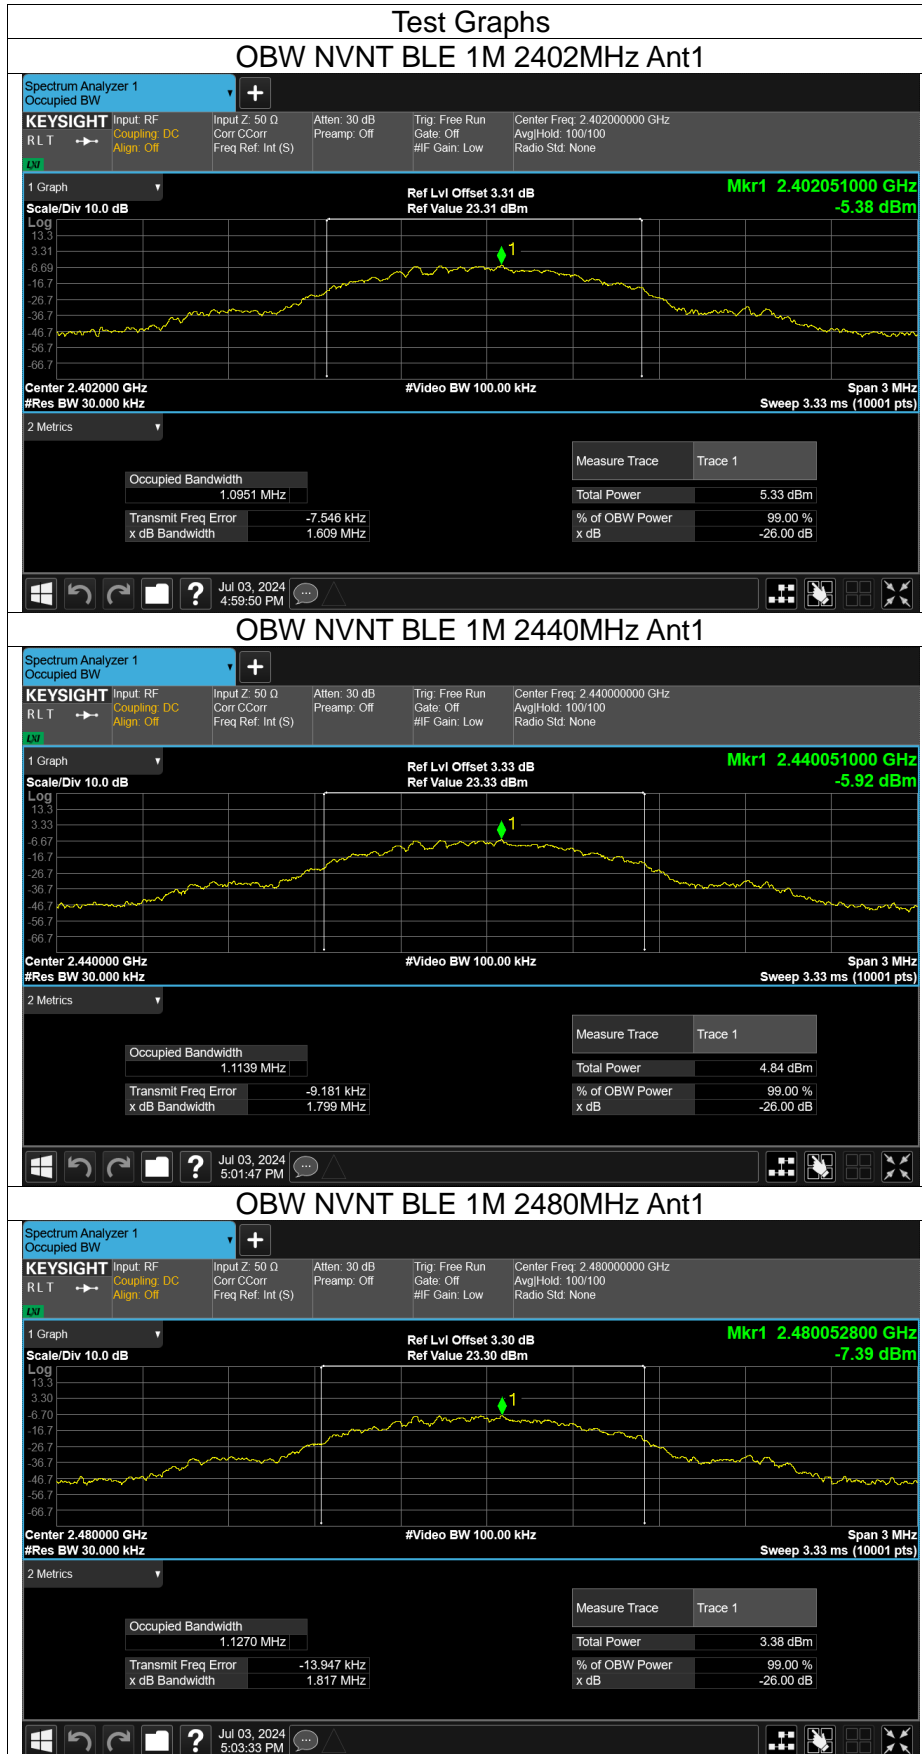 Test Graphs
OBW NVNT BLE 1M 2402MHz Ant1
Spectrum Analyzer 1
Occupied BW
+
KEYSIGHT Input: RF Input Z: 50 Ω Atten: 30 dB Trig: Free Run Center Freq: 2.402000000 GHz
RLT Coupling: DC Corr CCorr Preamp: Off Gate: Off Avg|Hold: 100/100
Align: Off Freq Ref: Int (S) #IF Gain: Low Radio Std: None
LXI
1 Graph Ref Lvl Offset 3.31 dB Mkr1 2.402051000 GHz
Scale/Div 10.0 dB Ref Value 23.31 dBm -5.38 dBm
Log
13.3
3.31
1
-6.69
-16.7
-26.7
-36.7
-46.7
-56.7
-66.7
Center 2.402000 GHz #Video BW 100.00 kHz Span 3 MHz
#Res BW 30.000 kHz Sweep 3.33 ms (10001 pts)
2 Metrics
Measure Trace Trace 1
Occupied Bandwidth
1.0951 MHz Total Power 5.33 dBm
Transmit Freq Error -7.546 kHz % of OBW Power 99.00 %
x dB Bandwidth 1.609 MHz x dB -26.00 dB
? Jul 03, 2024
4:59:50 PM
OBW NVNT BLE 1M 2440MHz Ant1
Spectrum Analyzer 1
Occupied BW
+
KEYSIGHT Input: RF Input Z: 50 Ω Atten: 30 dB Trig: Free Run Center Freq: 2.440000000 GHz
RLT Coupling: DC Corr CCorr Preamp: Off Gate: Off Avg|Hold: 100/100
Align: Off Freq Ref: Int (S) #IF Gain: Low Radio Std: None
LXI
1 Graph Ref Lvl Offset 3.33 dB Mkr1 2.440051000 GHz
Scale/Div 10.0 dB Ref Value 23.33 dBm -5.92 dBm
Log
13.3
3.33
1
-6.67
-16.7
-26.7
-36.7
-46.7
-56.7
-66.7
Center 2.440000 GHz #Video BW 100.00 kHz Span 3 MHz
#Res BW 30.000 kHz Sweep 3.33 ms (10001 pts)
2 Metrics
Measure Trace Trace 1
Occupied Bandwidth
1.1139 MHz Total Power 4.84 dBm
Transmit Freq Error -9.181 kHz % of OBW Power 99.00 %
x dB Bandwidth 1.799 MHz x dB -26.00 dB
? Jul 03, 2024
5:01:47 PM
OBW NVNT BLE 1M 2480MHz Ant1
Spectrum Analyzer 1
Occupied BW
+
KEYSIGHT Input: RF Input Z: 50 Ω Atten: 30 dB Trig: Free Run Center Freq: 2.480000000 GHz
RLT Coupling: DC Corr CCorr Preamp: Off Gate: Off Avg|Hold: 100/100
Align: Off Freq Ref: Int (S) #IF Gain: Low Radio Std: None
LXI
1 Graph Ref Lvl Offset 3.30 dB Mkr1 2.480052800 GHz
Scale/Div 10.0 dB Ref Value 23.30 dBm -7.39 dBm
Log
13.3
3.30
1
-6.70
-16.7
-26.7
-36.7
-46.7
-56.7
-66.7
Center 2.480000 GHz #Video BW 100.00 kHz Span 3 MHz
#Res BW 30.000 kHz Sweep 3.33 ms (10001 pts)
2 Metrics
Measure Trace Trace 1
Occupied Bandwidth
1.1270 MHz Total Power 3.38 dBm
Transmit Freq Error -13.947 kHz % of OBW Power 99.00 %
x dB Bandwidth 1.817 MHz x dB -26.00 dB
? Jul 03, 2024
5:03:33 PM